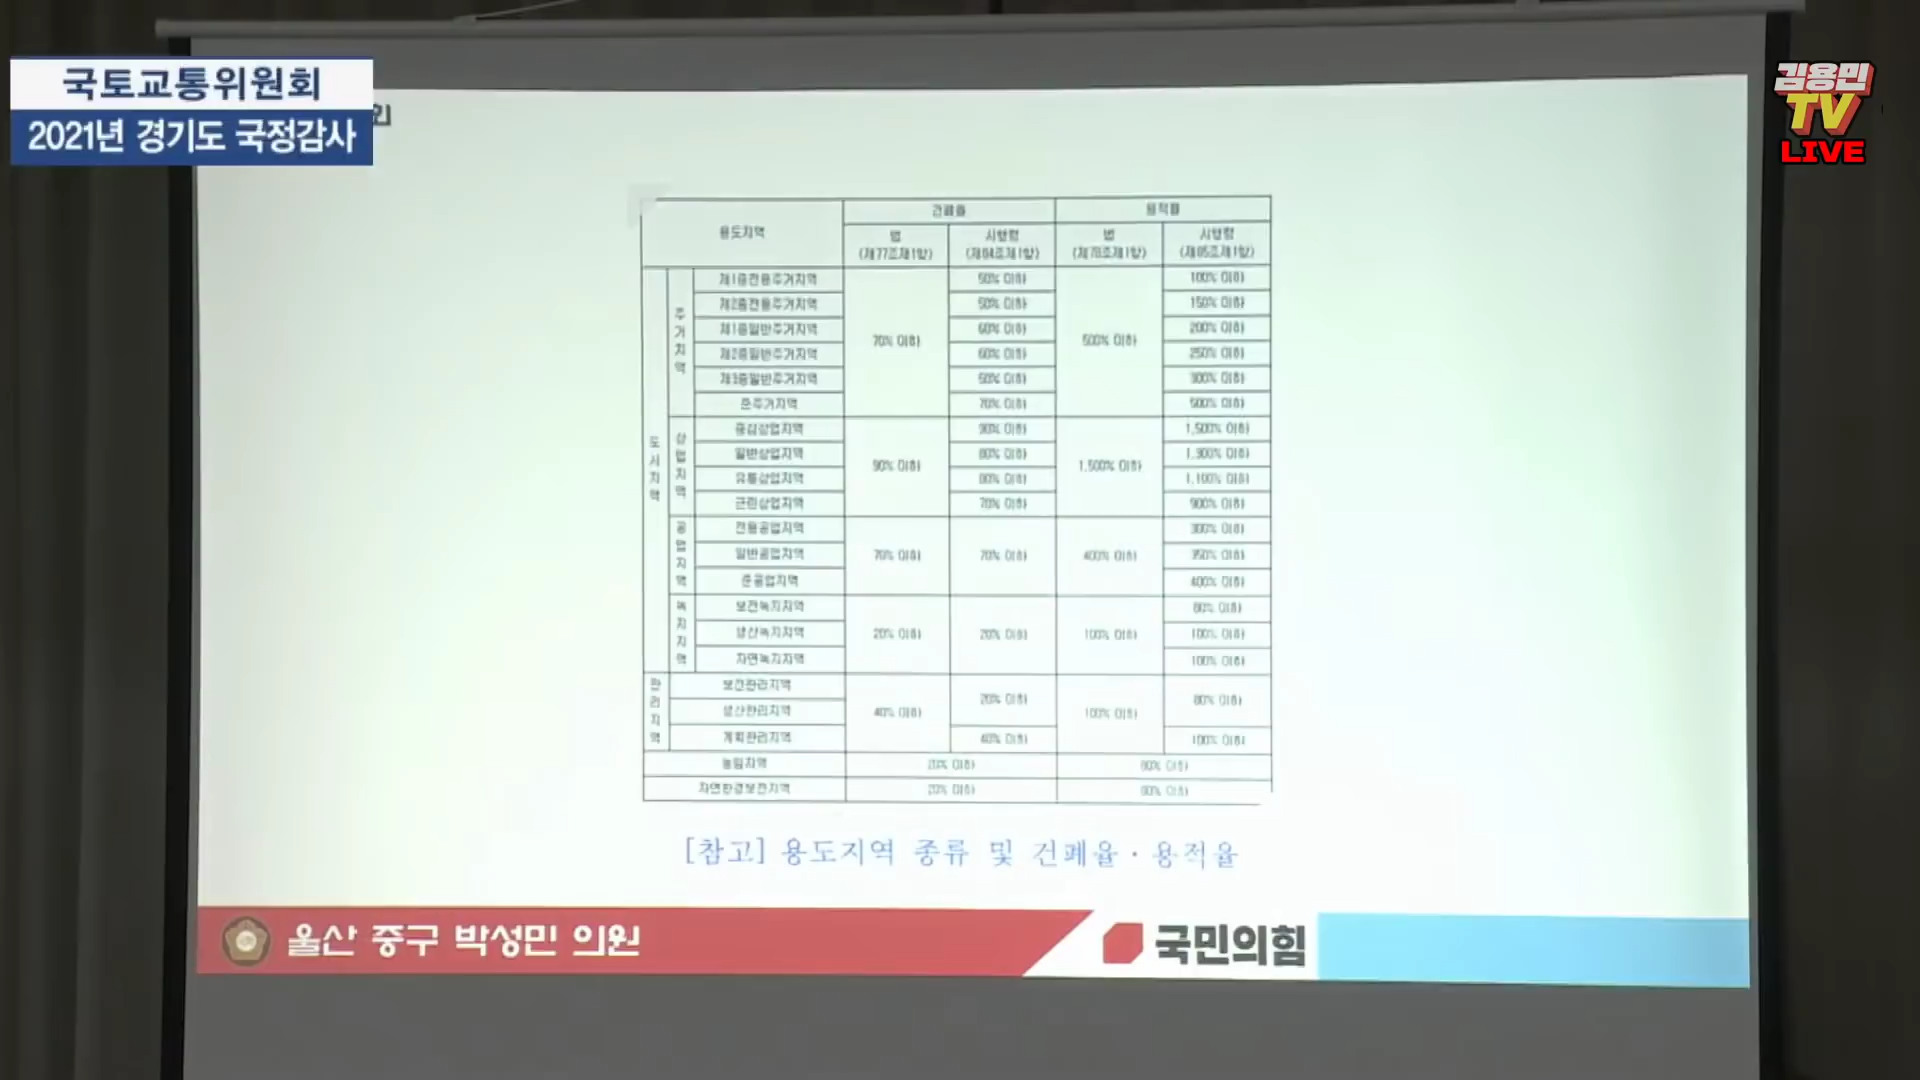 국토교통위원회
2021년 경기도 국정감사
원
김용민
TV
LIVE
용도지역 건폐율 용적률
법 시행령 법 시행령
(제77조제1항) (제84조제1항) (제78조제1항) (제85조제1항)
도시지역
주거지역
제1종전용주거지역 70% 이하 50% 이하 500% 이하 100% 이하
제2종전용주거지역 50% 이하 150% 이하
제1종일반주거지역 60% 이하 200% 이하
제2종일반주거지역 60% 이하 250% 이하
제3종일반주거지역 50% 이하 300% 이하
준주거지역 70% 이하 500% 이하
상업지역
중심상업지역 90% 이하 90% 이하 1,500% 이하 1,500% 이하
일반상업지역 80% 이하 1,300% 이하
유통상업지역 80% 이하 1,100% 이하
근린상업지역 70% 이하 900% 이하
공업지역
전용공업지역 70% 이하 70% 이하 400% 이하 300% 이하
일반공업지역 350% 이하
준공업지역 400% 이하
녹지지역
보전녹지지역 20% 이하 20% 이하 100% 이하 80% 이하
생산녹지지역 100% 이하
자연녹지지역 100% 이하
관리지역
보전관리지역 40% 이하 20% 이하 100% 이하 80% 이하
생산관리지역
계획관리지역 40% 이하 100% 이하
농림지역 20% 이하 80% 이하
자연환경보전지역 20% 이하 80% 이하
[참고] 용도지역 종류 및 건폐율·용적율
울산 중구 박성민 의원
국민의힘